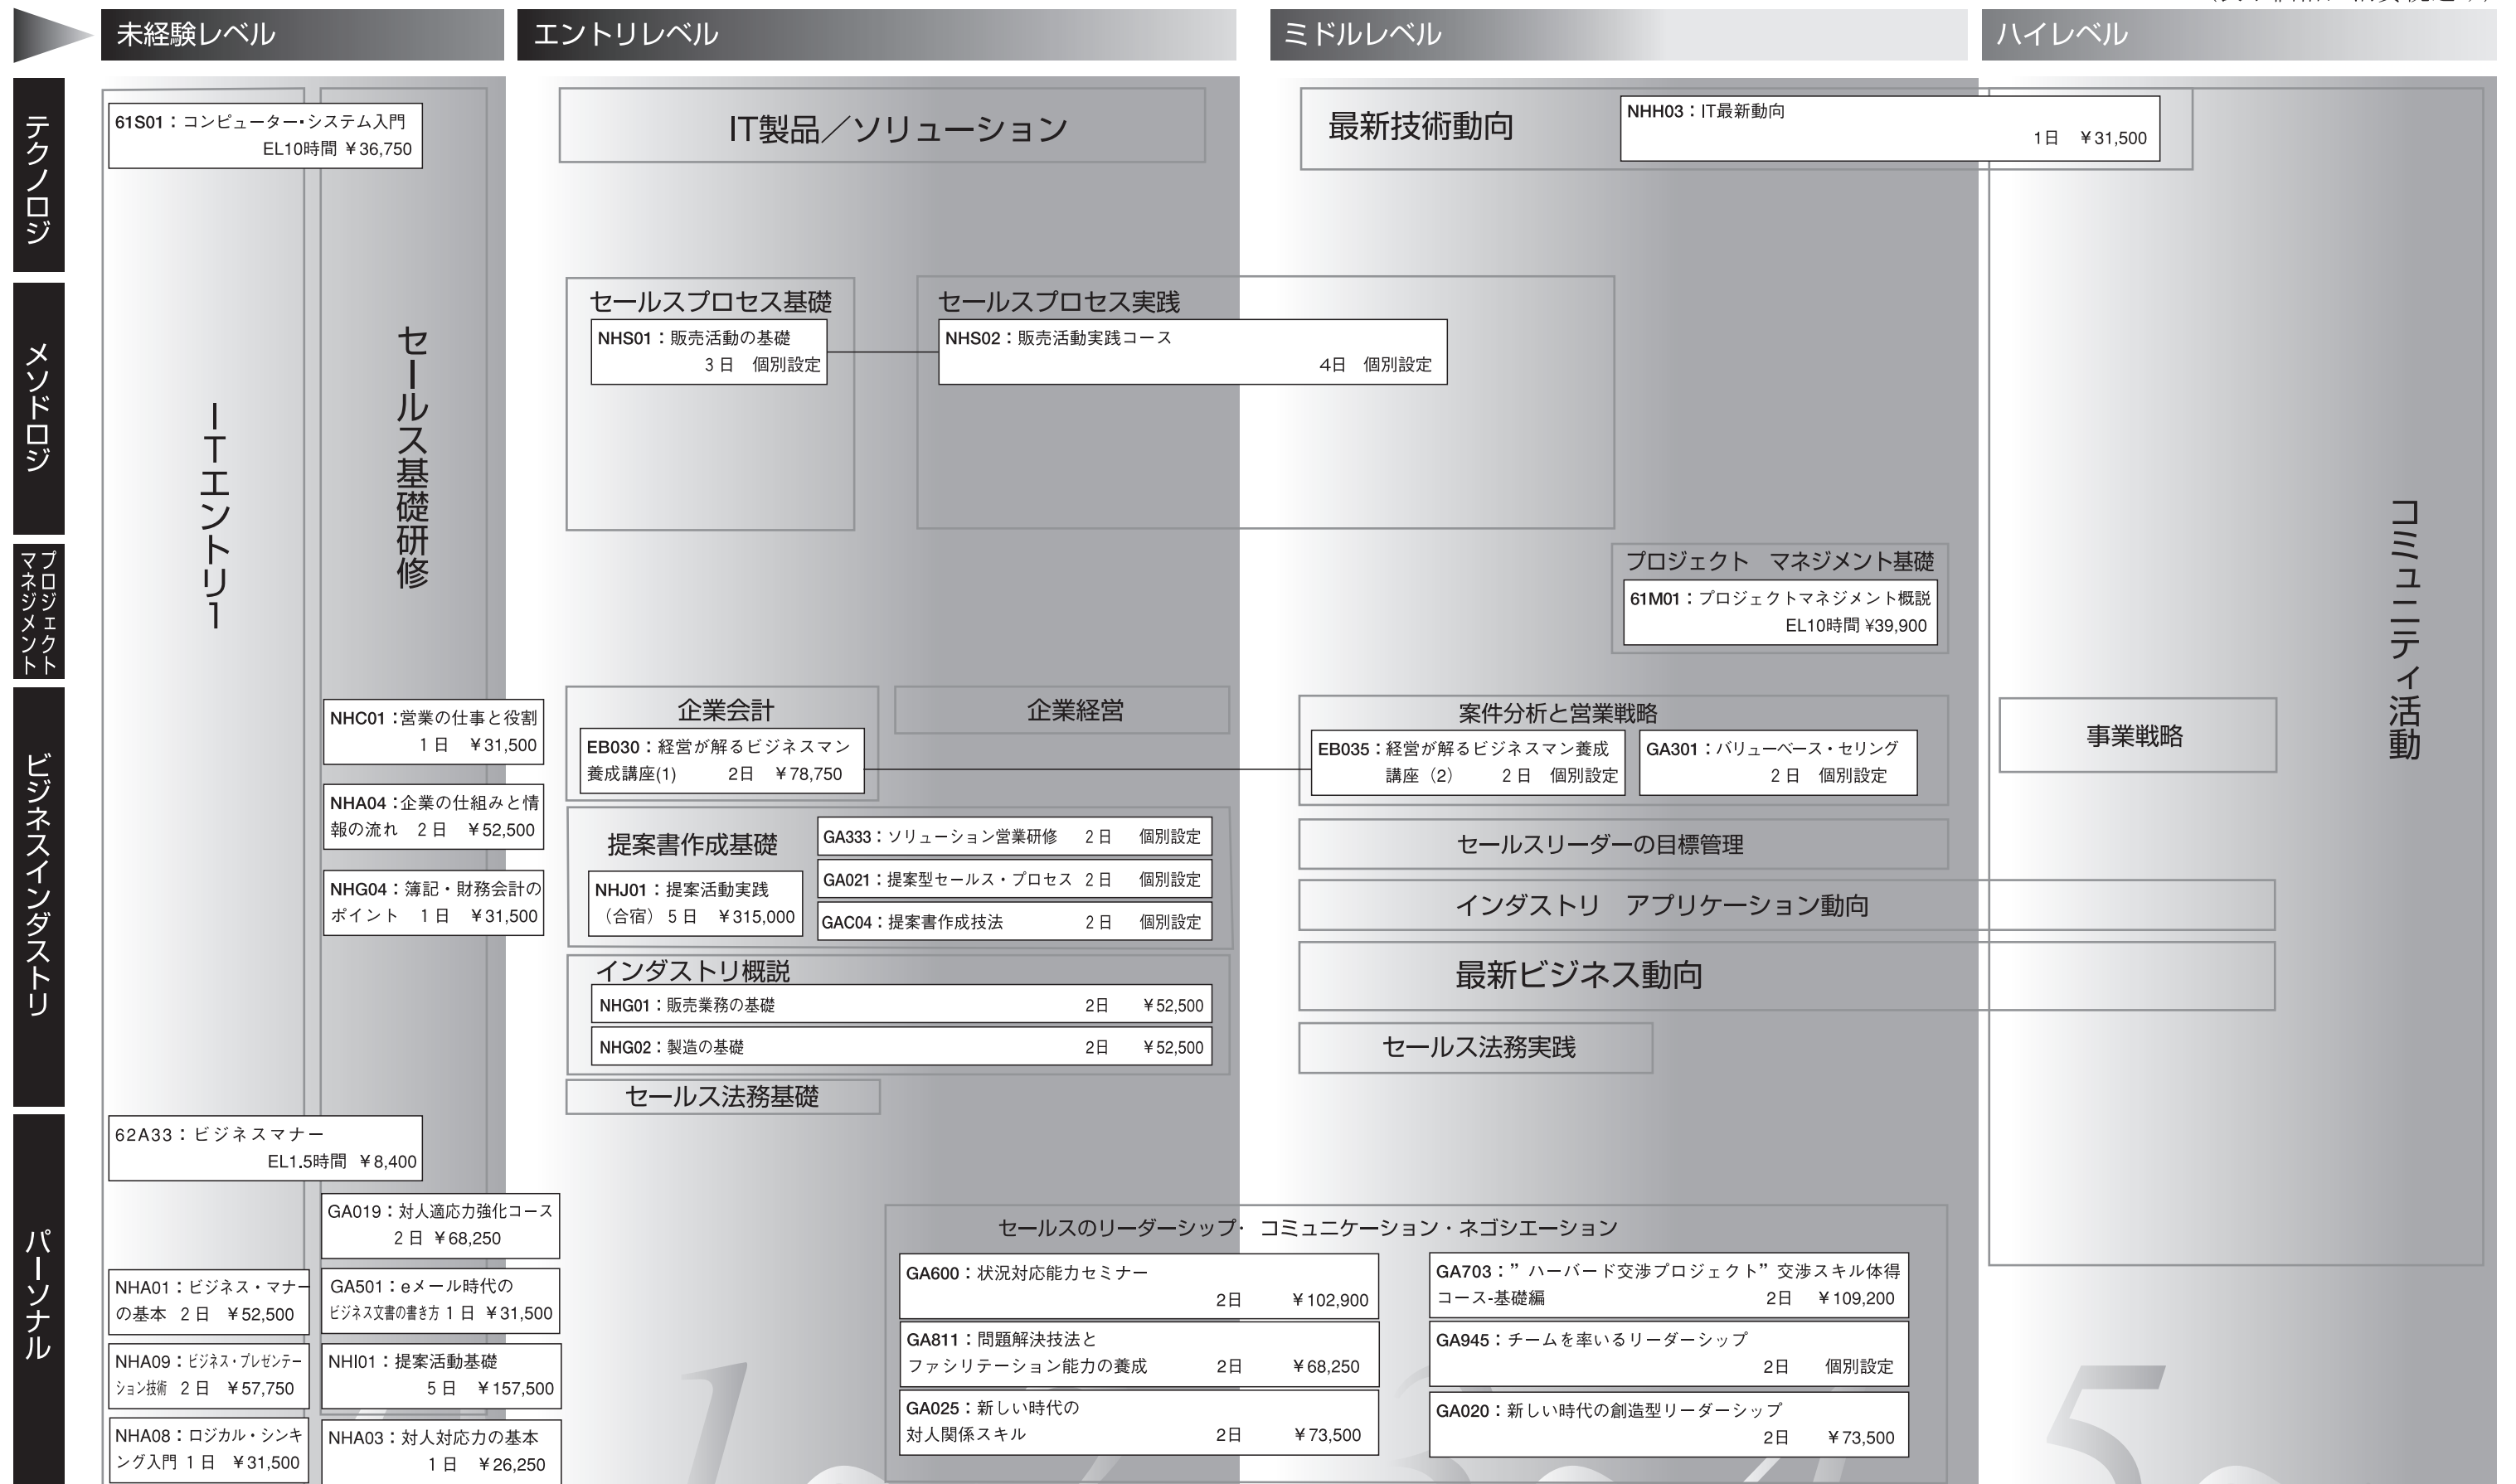 未経験レベル
エントリレベル
ミドルレベル
ハイレベル
テクノロジ
メソドロジ
プロジェクト
マネジメント
ビジネスインダストリ
パーソナル
61S01：コンピューター・システム入門
EL10時間 ￥36,750
ITエントリ1
セールス基礎研修
NHC01：営業の仕事と役割
1日 ￥31,500
NHA04：企業の仕組みと情
報の流れ 2日 ￥52,500
NHG04：簿記・財務会計の
ポイント 1日 ￥31,500
62A33：ビジネスマナー
EL1.5時間 ￥8,400
GA019：対人適応力強化コース
2日 ￥68,250
NHA01：ビジネス・マナー
の基本 2日 ￥52,500
GA501：eメール時代の
ビジネス文書の書き方 1日 ￥31,500
NHA09：ビジネス・プレゼンテー
ション技術 2日 ￥57,750
NHI01：提案活動基礎
5日 ￥157,500
NHA08：ロジカル・シンキ
ング入門 1日 ￥31,500
NHA03：対人対応力の基本
1日 ￥26,250
IT製品／ソリューション
セールスプロセス基礎
NHS01：販売活動の基礎
3日 個別設定
セールスプロセス実践
NHS02：販売活動実践コース
4日 個別設定
企業会計
EB030：経営が解るビジネスマン
養成講座(1) 2日 ￥78,750
企業経営
提案書作成基礎
NHJ01：提案活動実践
（合宿）5日 ￥315,000
GA333：ソリューション営業研修 2日 個別設定
GA021：提案型セールス・プロセス 2日 個別設定
GAC04：提案書作成技法 2日 個別設定
インダストリ概説
NHG01：販売業務の基礎 2日 ￥52,500
NHG02：製造の基礎 2日 ￥52,500
セールス法務基礎
最新技術動向
NHH03：IT最新動向
1日 ￥31,500
プロジェクト マネジメント基礎
61M01：プロジェクトマネジメント概説
EL10時間 ¥39,900
案件分析と営業戦略
EB035：経営が解るビジネスマン養成
講座（2） 2日 個別設定
GA301：バリューベース・セリング
2日 個別設定
セールスリーダーの目標管理
インダストリ アプリケーション動向
最新ビジネス動向
セールス法務実践
事業戦略
コミュニティ活動
セールスのリーダーシップ・ コミュニケーション・ネゴシエーション
GA600：状況対応能力セミナー
2日 ￥102,900
GA811：問題解決技法と
ファシリテーション能力の養成 2日 ￥68,250
GA025：新しい時代の
対人関係スキル 2日 ￥73,500
GA703：”ハーバード交渉プロジェクト”交渉スキル体得
コース-基礎編 2日 ￥109,200
GA945：チームを率いるリーダーシップ
2日 個別設定
GA020：新しい時代の創造型リーダーシップ
2日 ￥73,500
1
5